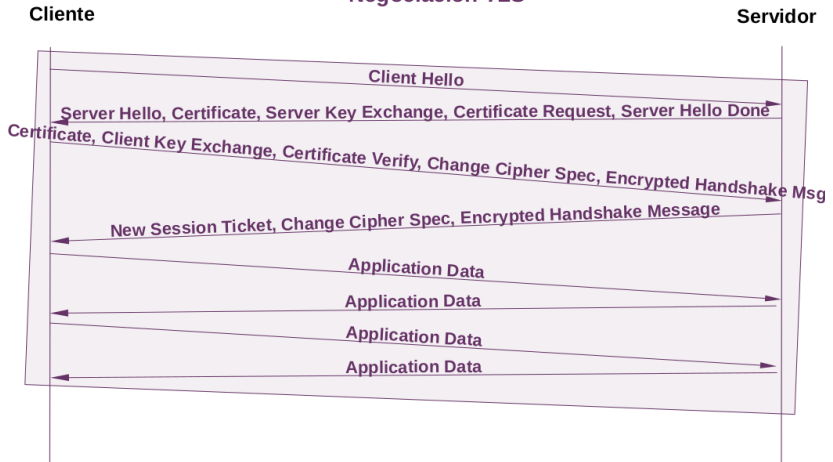 Negociación TLS
Cliente
Servidor
Client Hello
Server Hello, Certificate, Server Key Exchange, Certificate Request, Server Hello Done
Certificate, Client Key Exchange, Certificate Verify, Change Cipher Spec, Encrypted Handshake Msg
New Session Ticket, Change Cipher Spec, Encrypted Handshake Message
Application Data
Application Data
Application Data
Application Data